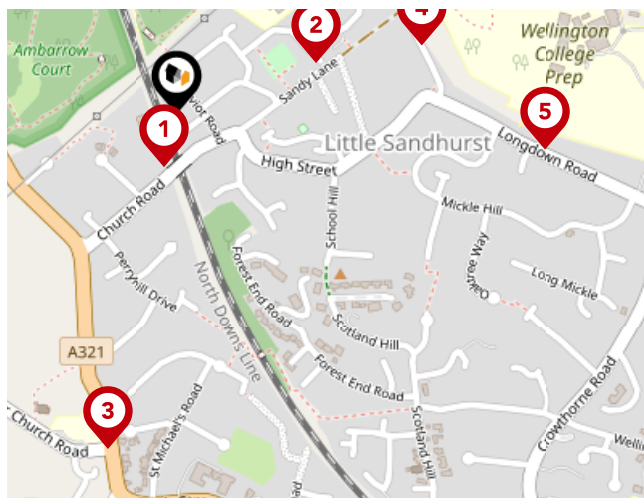 2
4
Wellington
College
Prep
Ambarrow
Court
Sandy Lane
5
1
Road
Little Sandhurst
Longdown Road
High Street
Church Road
School Hill
Mickle Hill
Perryhill Drive
North Downs Line
Forest End Road
Oaktree Way
Long Mickle
Scotland Hill
A321
Forest End Road
Crowthorne Road
3
St Michael's Road
Scotland Hill
Church Road